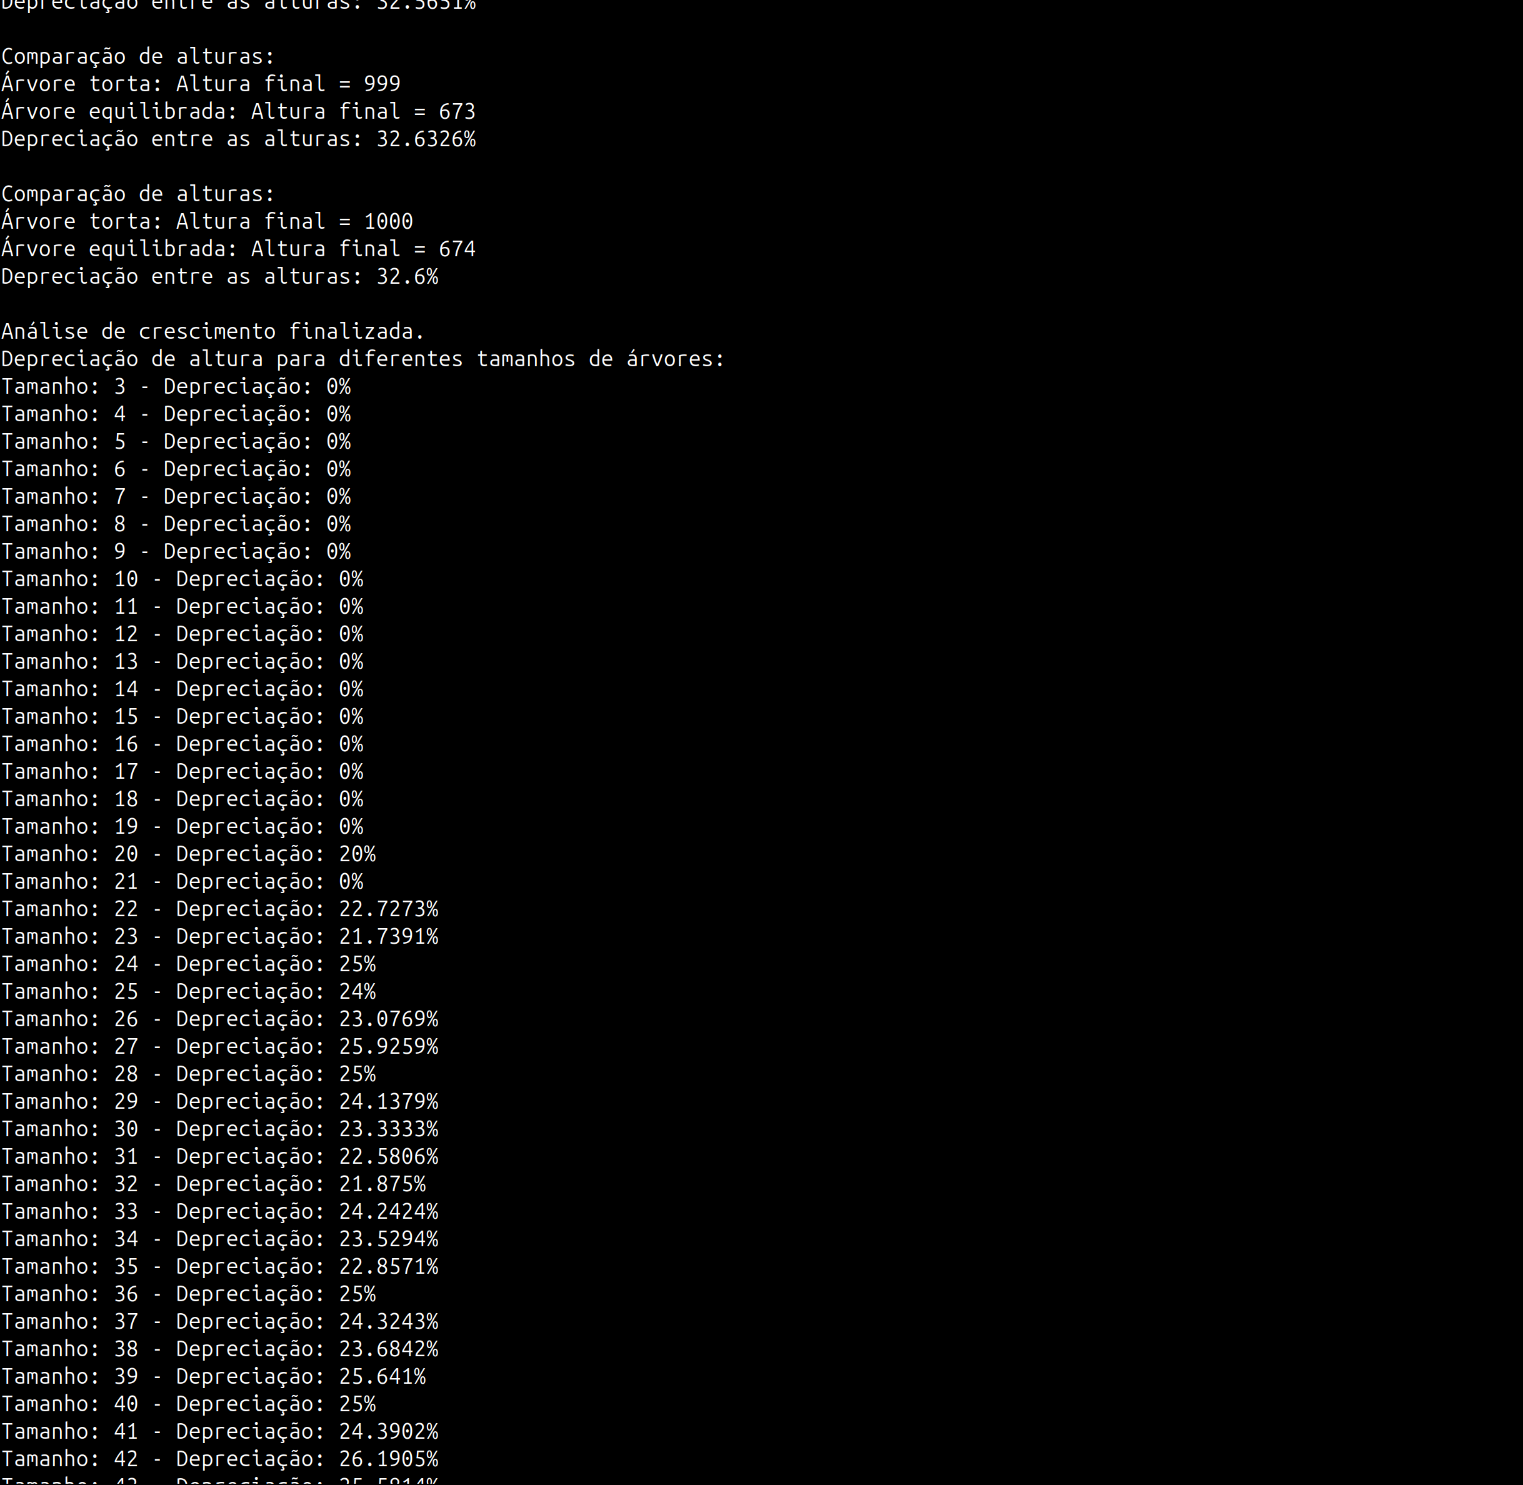 Depreciação entre as alturas: 32.5651%
Comparação de alturas:
Árvore torta: Altura final = 999
Árvore equilibrada: Altura final = 673
Depreciação entre as alturas: 32.6326%
Comparação de alturas:
Árvore torta: Altura final = 1000
Árvore equilibrada: Altura final = 674
Depreciação entre as alturas: 32.6%
Análise de crescimento finalizada.
Depreciação de altura para diferentes tamanhos de árvores:
Tamanho: 3 - Depreciação: 0%
Tamanho: 4 - Depreciação: 0%
Tamanho: 5 - Depreciação: 0%
Tamanho: 6 - Depreciação: 0%
Tamanho: 7 - Depreciação: 0%
Tamanho: 8 - Depreciação: 0%
Tamanho: 9 - Depreciação: 0%
Tamanho: 10 - Depreciação: 0%
Tamanho: 11 - Depreciação: 0%
Tamanho: 12 - Depreciação: 0%
Tamanho: 13 - Depreciação: 0%
Tamanho: 14 - Depreciação: 0%
Tamanho: 15 - Depreciação: 0%
Tamanho: 16 - Depreciação: 0%
Tamanho: 17 - Depreciação: 0%
Tamanho: 18 - Depreciação: 0%
Tamanho: 19 - Depreciação: 0%
Tamanho: 20 - Depreciação: 20%
Tamanho: 21 - Depreciação: 0%
Tamanho: 22 - Depreciação: 22.7273%
Tamanho: 23 - Depreciação: 21.7391%
Tamanho: 24 - Depreciação: 25%
Tamanho: 25 - Depreciação: 24%
Tamanho: 26 - Depreciação: 23.0769%
Tamanho: 27 - Depreciação: 25.9259%
Tamanho: 28 - Depreciação: 25%
Tamanho: 29 - Depreciação: 24.1379%
Tamanho: 30 - Depreciação: 23.3333%
Tamanho: 31 - Depreciação: 22.5806%
Tamanho: 32 - Depreciação: 21.875%
Tamanho: 33 - Depreciação: 24.2424%
Tamanho: 34 - Depreciação: 23.5294%
Tamanho: 35 - Depreciação: 22.8571%
Tamanho: 36 - Depreciação: 25%
Tamanho: 37 - Depreciação: 24.3243%
Tamanho: 38 - Depreciação: 23.6842%
Tamanho: 39 - Depreciação: 25.641%
Tamanho: 40 - Depreciação: 25%
Tamanho: 41 - Depreciação: 24.3902%
Tamanho: 42 - Depreciação: 26.1905%
Tamanho: 43 - Depreciação: 25.5814%